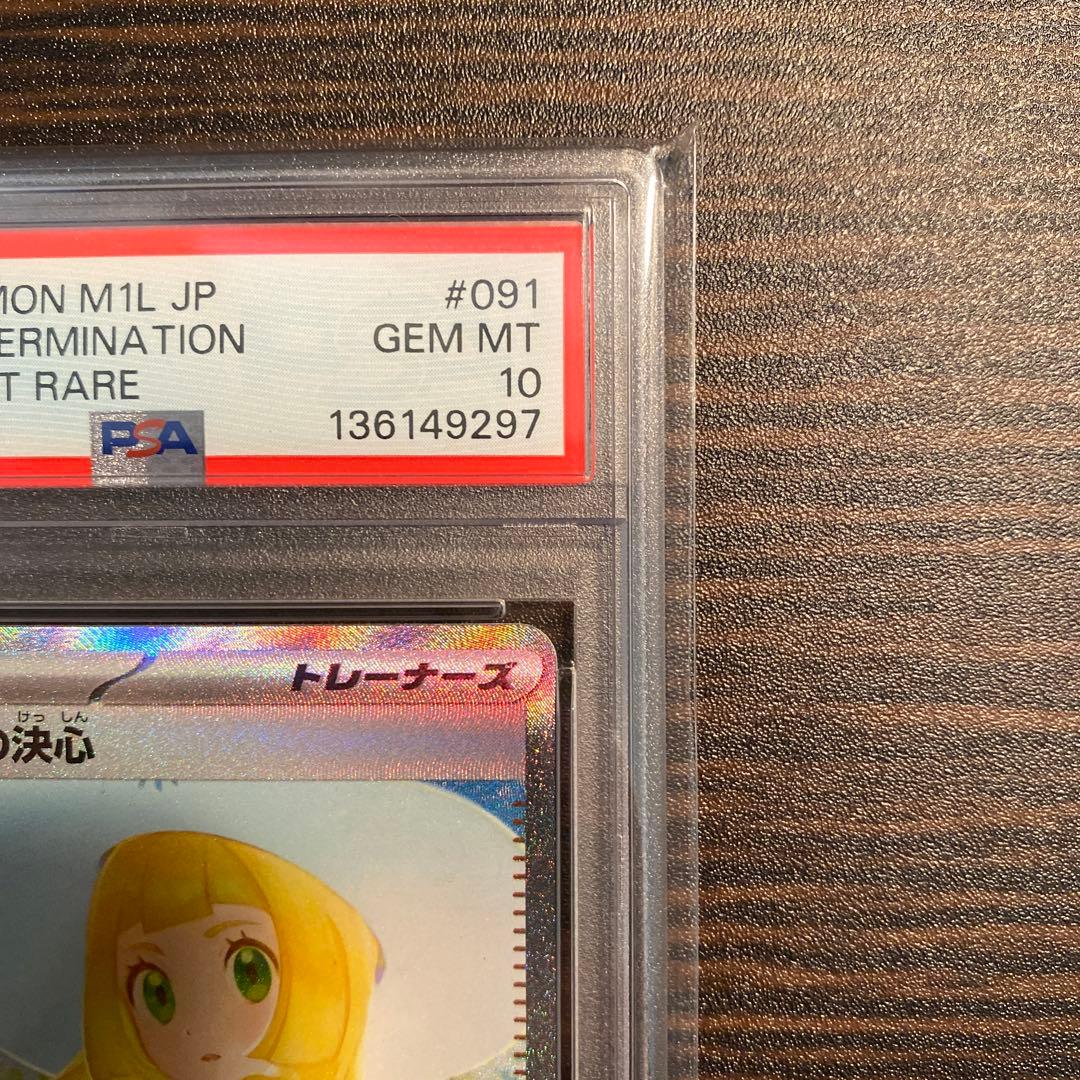 MON M1L JP #091
ERMINATION GEM MT
T RARE 10
PSA 136149297
トレーナーズ
けっ しん
の決心